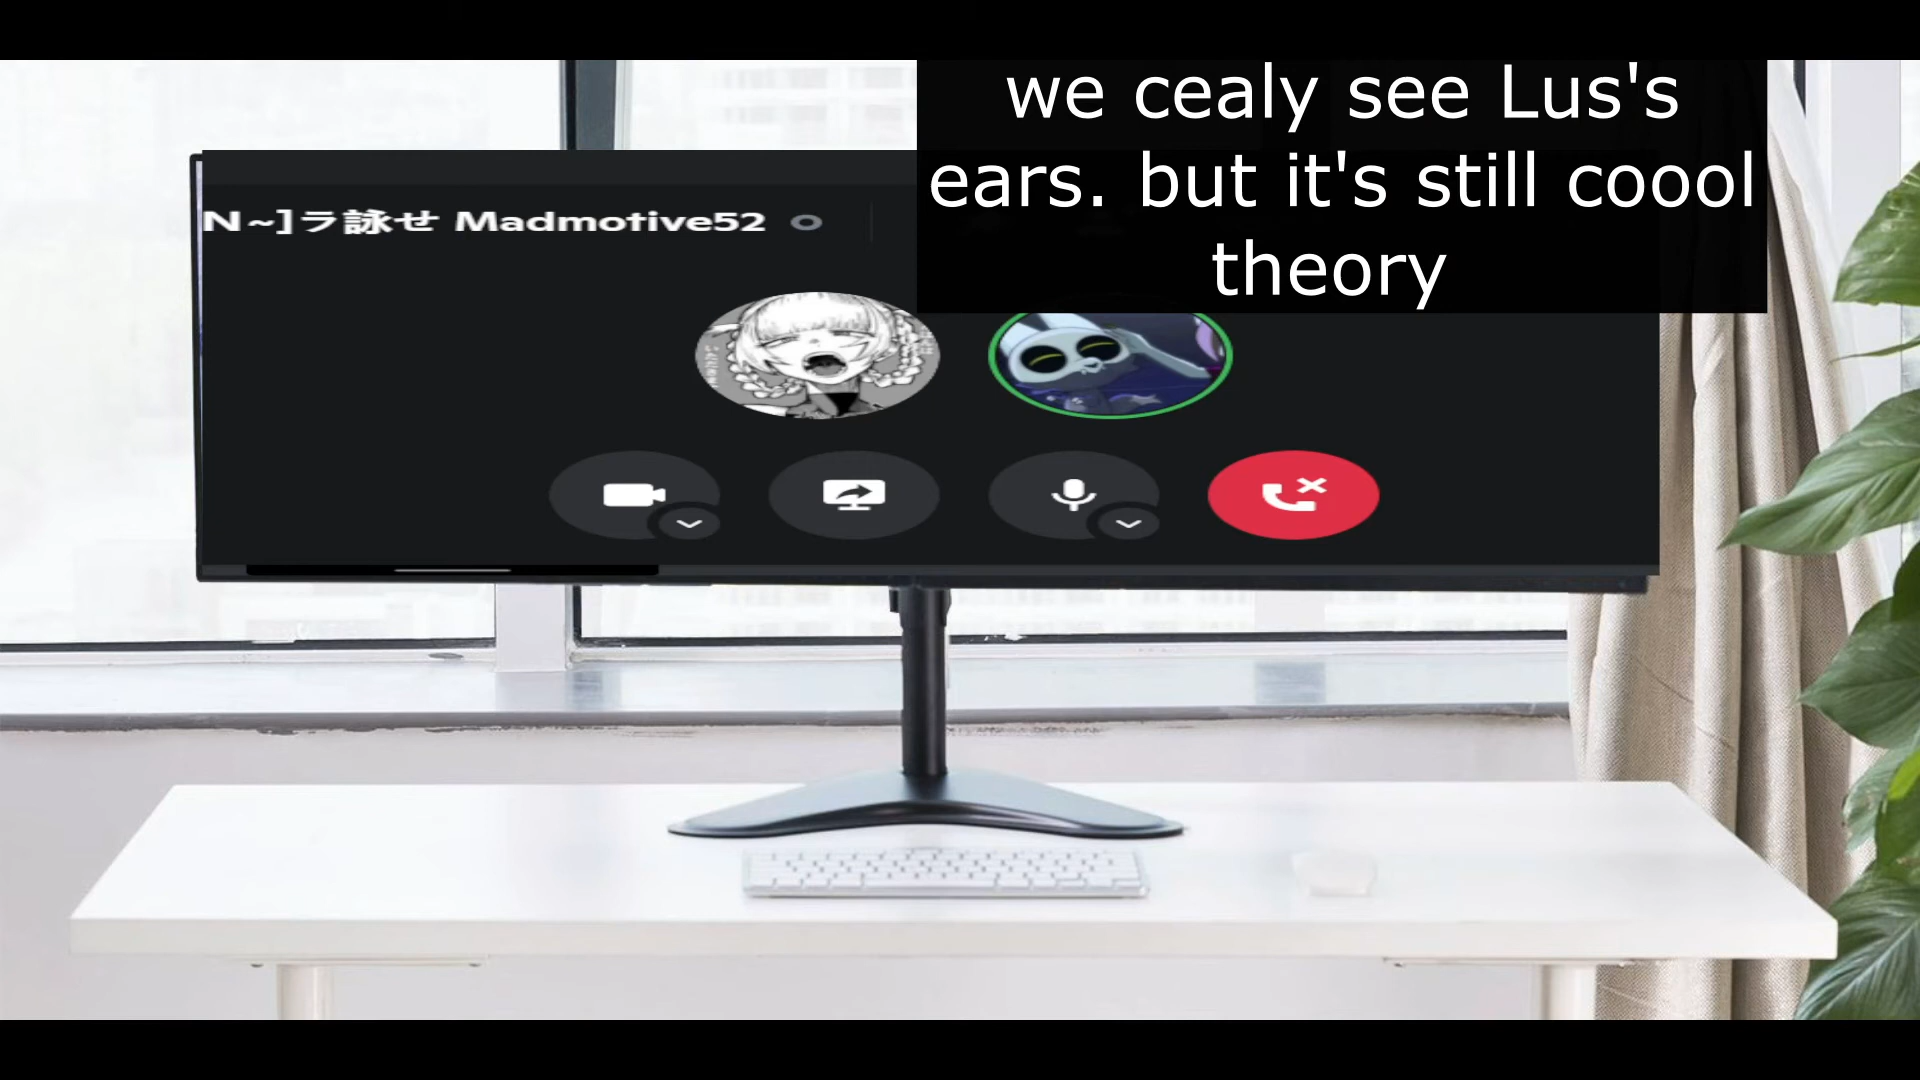 we cealy see Lus's
ears. but it's still coool
theory
N~]ラ詠せ Madmotive52